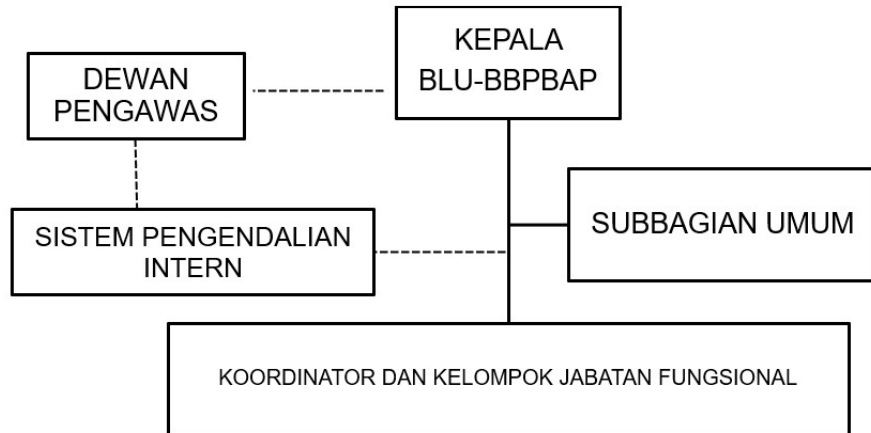 KEPALA
BLU-BBPBAP
DEWAN
PENGAWAS
SUBBAGIAN UMUM
SISTEM PENGENDALIAN
INTERN
KOORDINATOR DAN KELOMPOK JABATAN FUNGSIONAL